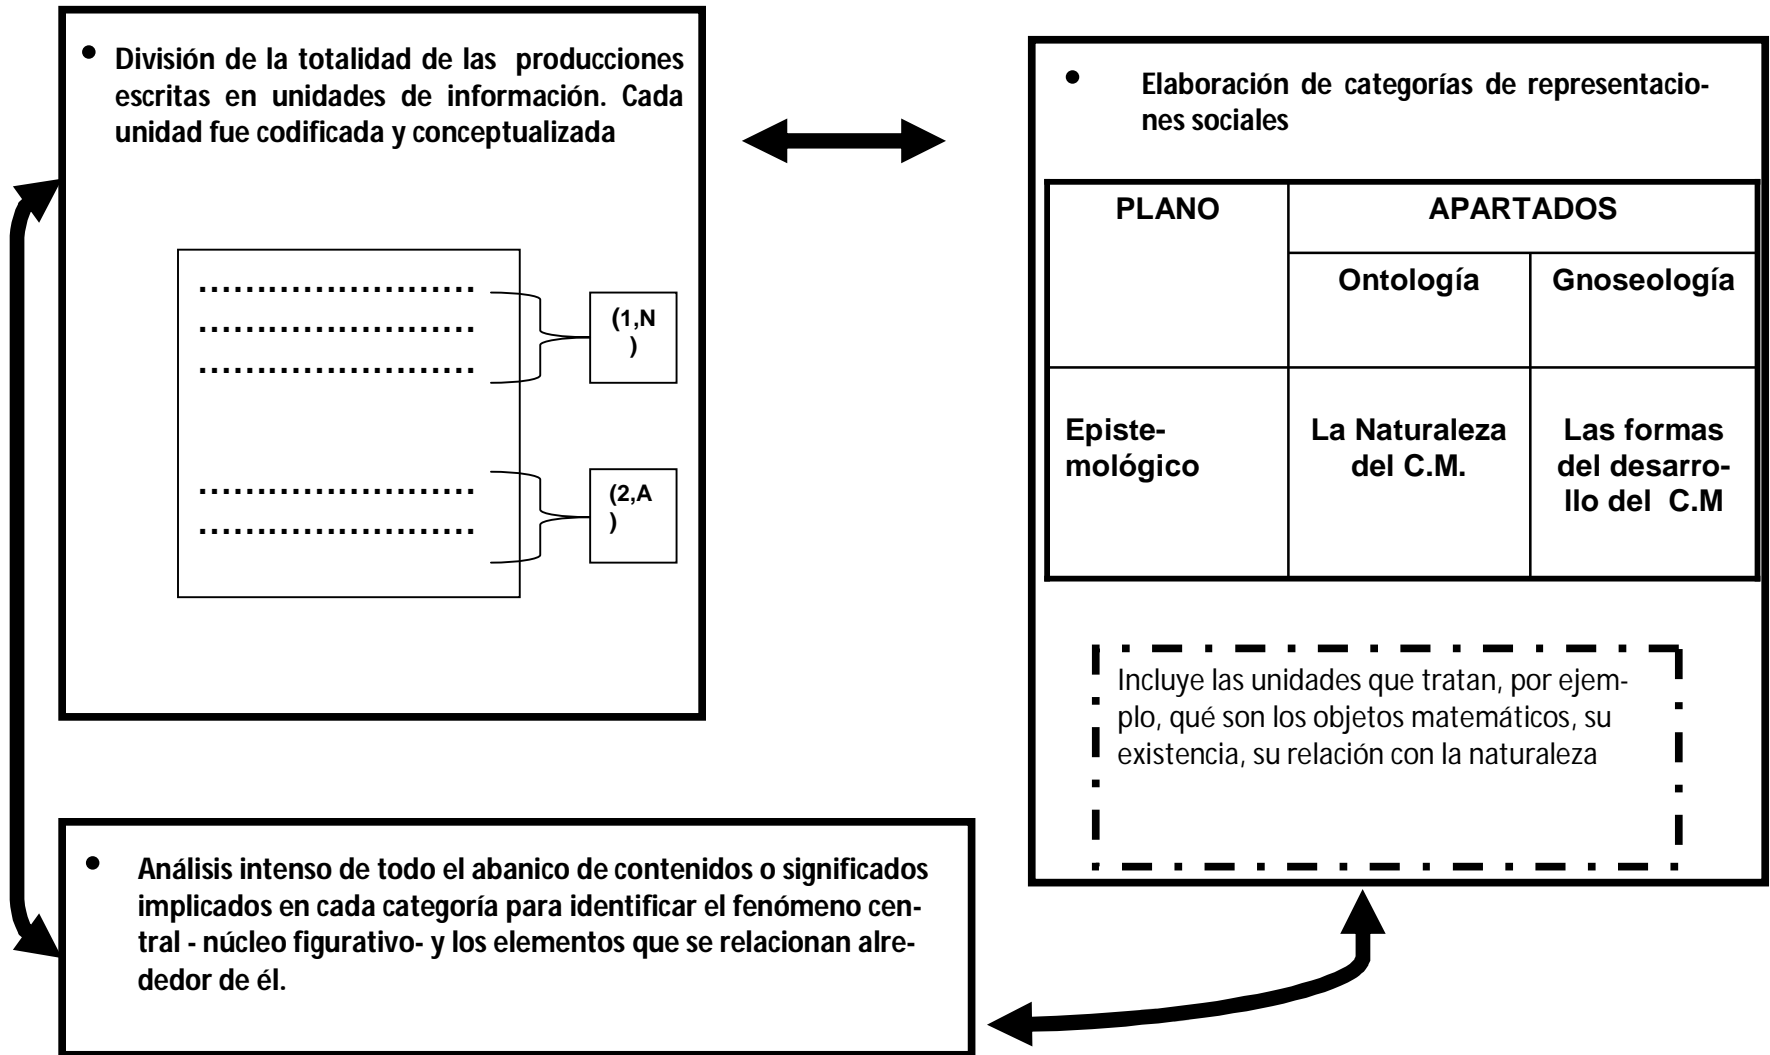 • División de la totalidad de las producciones
escritas en unidades de información. Cada
unidad fue codificada y conceptualizada
........................
........................
........................
(1,N
)
........................
........................
(2,A
)
• Elaboración de categorías de representacio-
nes sociales
PLANO
APARTADOS
Ontología
Gnoseología
Episte-
mológico
La Naturaleza
del C.M.
Las formas
del desarro-
llo del C.M
Incluye las unidades que tratan, por ejem-
plo, qué son los objetos matemáticos, su
existencia, su relación con la naturaleza
• Análisis intenso de todo el abanico de contenidos o significados
implicados en cada categoría para identificar el fenómeno cen-
tral - núcleo figurativo- y los elementos que se relacionan alre-
dedor de él.